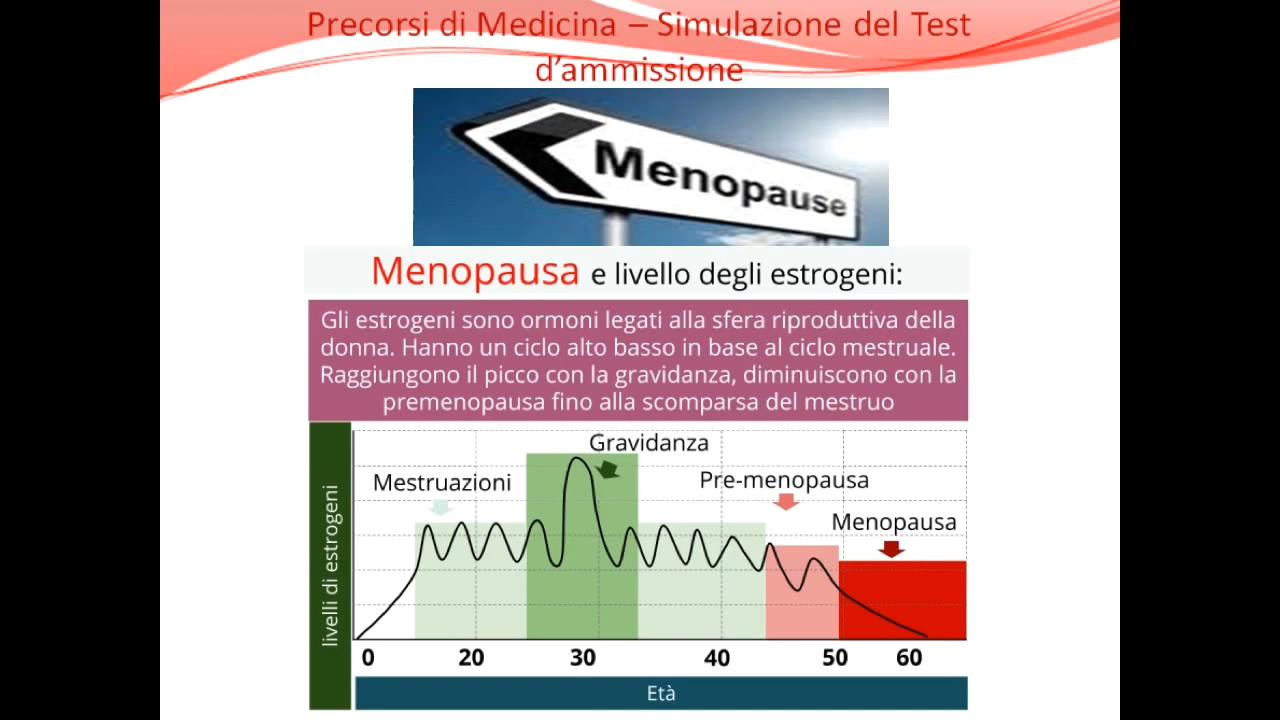 Precorsi di Medicina – Simulazione del Test
d’ammissione
Menopause
Menopausa e livello degli estrogeni:
Gli estrogeni sono ormoni legati alla sfera riproduttiva della
donna. Hanno un ciclo alto basso in base al ciclo mestruale.
Raggiungono il picco con la gravidanza, diminuiscono con la
premenopausa fino alla scomparsa del mestruo
Gravidanza
Mestruazioni
Pre-menopausa
Menopausa
livelli di estrogeni
0 20 30 40 50 60
Età